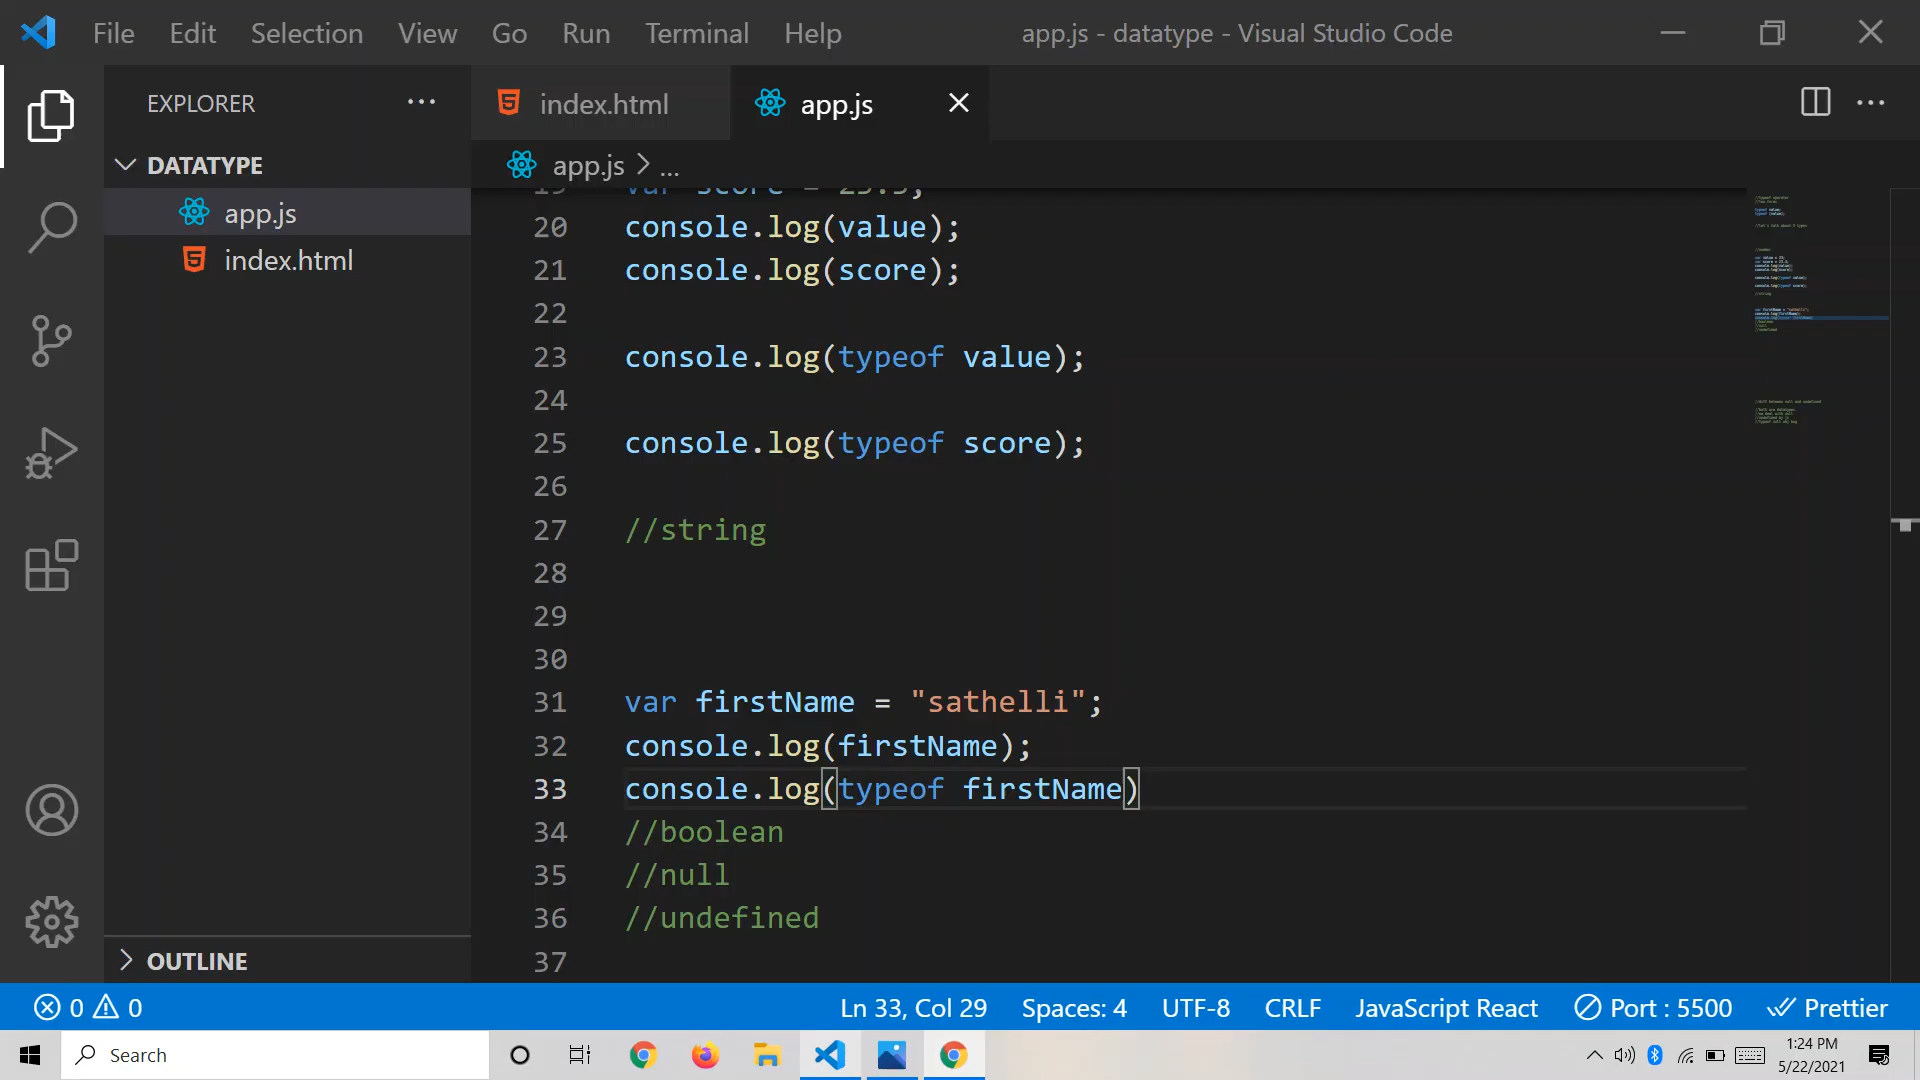 File Edit Selection View Go Run Terminal Help app.js - datatype - Visual Studio Code
EXPLORER
index.html
app.js
DATATYPE
app.js > ...
app.js
index.html
19 var score = 23.5;
20 console.log(value);
21 console.log(score);
22
23 console.log(typeof value);
24
25 console.log(typeof score);
26
27 //string
28
29
30
31 var firstName = "sathelli";
32 console.log(firstName);
33 console.log(typeof firstName)
34 //boolean
35 //null
36 //undefined
37
OUTLINE
0 0 Ln 33, Col 29 Spaces: 4 UTF-8 CRLF JavaScript React Port : 5500 Prettier
Search
1:24 PM
5/22/2021